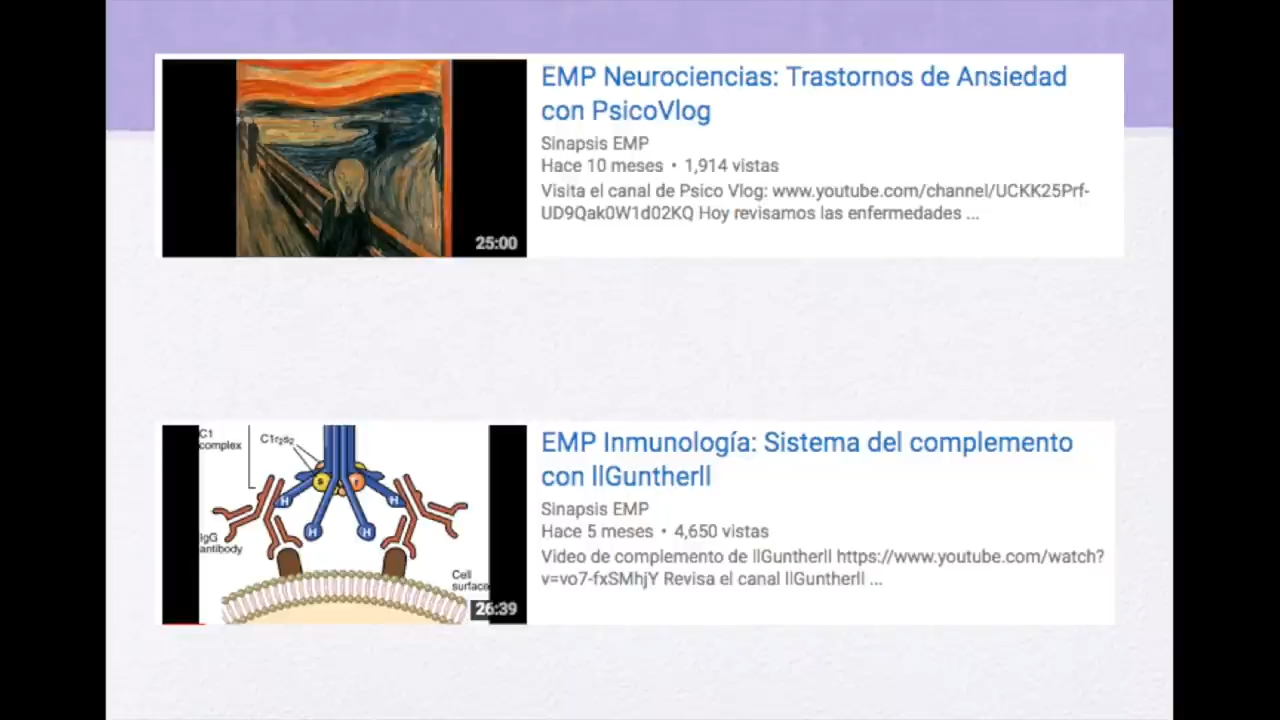 EMP Neurociencias: Trastornos de Ansiedad
con PsicoVlog
Sinapsis EMP
Hace 10 meses • 1,914 vistas
Visita el canal de Psico Vlog: www.youtube.com/channel/UCKK25Prf-
UD9Qak0W1d02KQ Hoy revisamos las enfermedades ...
25:00
C1
complex
C1r₂s₂
S
r
H
H
H
H
IgG
antibody
Cell
surface
26:39
EMP Inmunología: Sistema del complemento
con llGuntherll
Sinapsis EMP
Hace 5 meses • 4,650 vistas
Video de complemento de llGuntherll https://www.youtube.com/watch?
v=vo7-fxSMhjY Revisa el canal llGuntherll ...